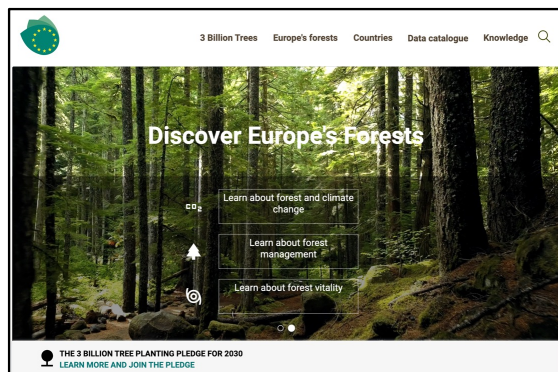 3 Billion Trees Europe's forests Countries Data catalogue Knowledge
Discover Europe's Forests
CO2
Learn about forest and climate
change
Learn about forest
management
Learn about forest vitality
THE 3 BILLION TREE PLANTING PLEDGE FOR 2030
LEARN MORE AND JOIN THE PLEDGE